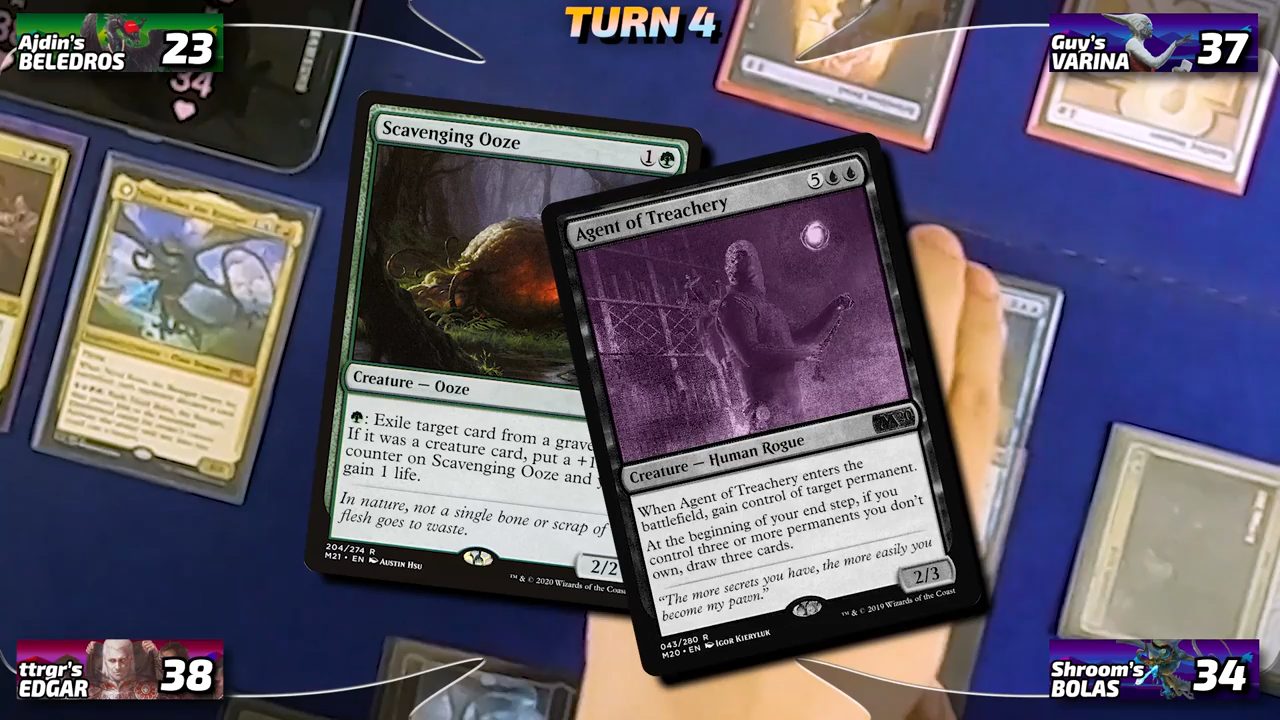 TURN 4
Ajdin's
BELEDROS
23
34
Guy's
VARINA
37
Scavenging Ooze
1
Creature — Ooze
: Exile target card from a grave
If it was a creature card, put a +1
counter on Scavenging Ooze and
gain 1 life.
In nature, not a single bone or scrap of
flesh goes to waste.
204/274 R
M21 • EN AUSTIN HSU
™ & © 2020 Wizards of the Coast
2/2
Agent of Treachery
5
Creature — Human Rogue
When Agent of Treachery enters the
battlefield, gain control of target permanent.
At the beginning of your end step, if you
control three or more permanents you don't
own, draw three cards.
"The more secrets you have, the more easily you
become my pawn."
2/3
043/280 R
M20 • EN IGOR KIERYLUK
™ & © 2019 Wizards of the Coast
ttrgr's
EDGAR
38
Shroom's
BOLAS
34